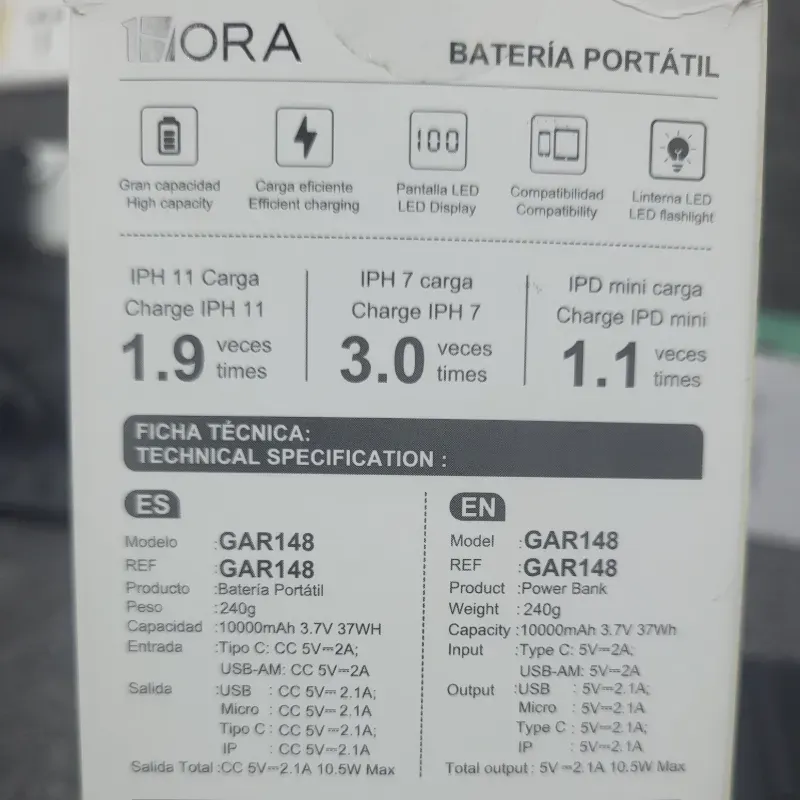 1HORA
BATERÍA PORTÁTIL
100
Gran capacidad
High capacity
Carga eficiente
Efficient charging
Pantalla LED
LED Display
Compatibilidad
Compatibility
Linterna LED
LED flashlight
IPH 11 Carga
Charge IPH 11
1.9 veces
times
IPH 7 carga
Charge IPH 7
3.0 veces
times
IPD mini carga
Charge IPD mini
1.1 veces
times
FICHA TÉCNICA:
TECHNICAL SPECIFICATION :
ES
Modelo :GAR148
REF :GAR148
Producto :Batería Portátil
Peso :240g
Capacidad :10000mAh 3.7V 37WH
Entrada :Tipo C: CC 5V⎓2A;
USB-AM: CC 5V⎓2A
Salida :USB : CC 5V⎓2.1A;
Micro : CC 5V⎓2.1A
Tipo C : CC 5V⎓2.1A;
IP : CC 5V⎓2.1A
Salida Total :CC 5V⎓2.1A 10.5W Max
EN
Model :GAR148
REF :GAR148
Product :Power Bank
Weight :240g
Capacity :10000mAh 3.7V 37Wh
Input :Type C: 5V⎓2A;
USB-AM: 5V⎓2A
Output :USB : 5V⎓2.1A;
Micro : 5V⎓2.1A
Type C : 5V⎓2.1A;
IP : 5V⎓2.1A
Total output : 5V⎓2.1A 10.5W Max